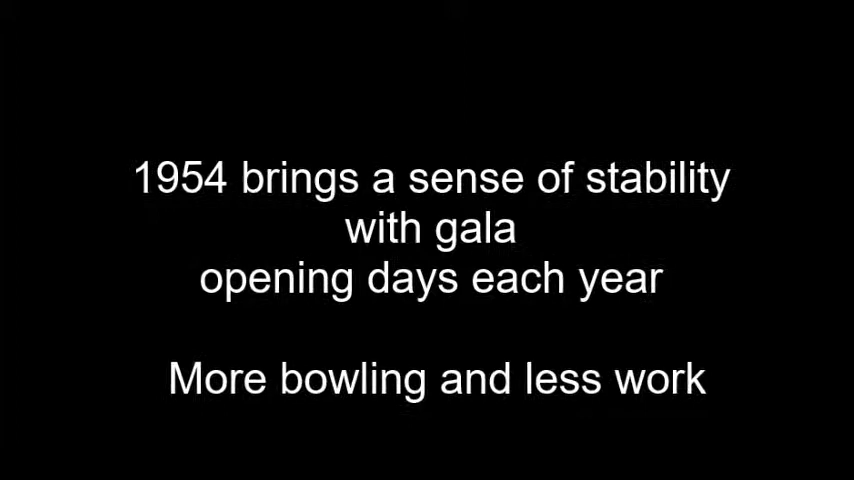 1954 brings a sense of stability
with gala
opening days each year
More bowling and less work